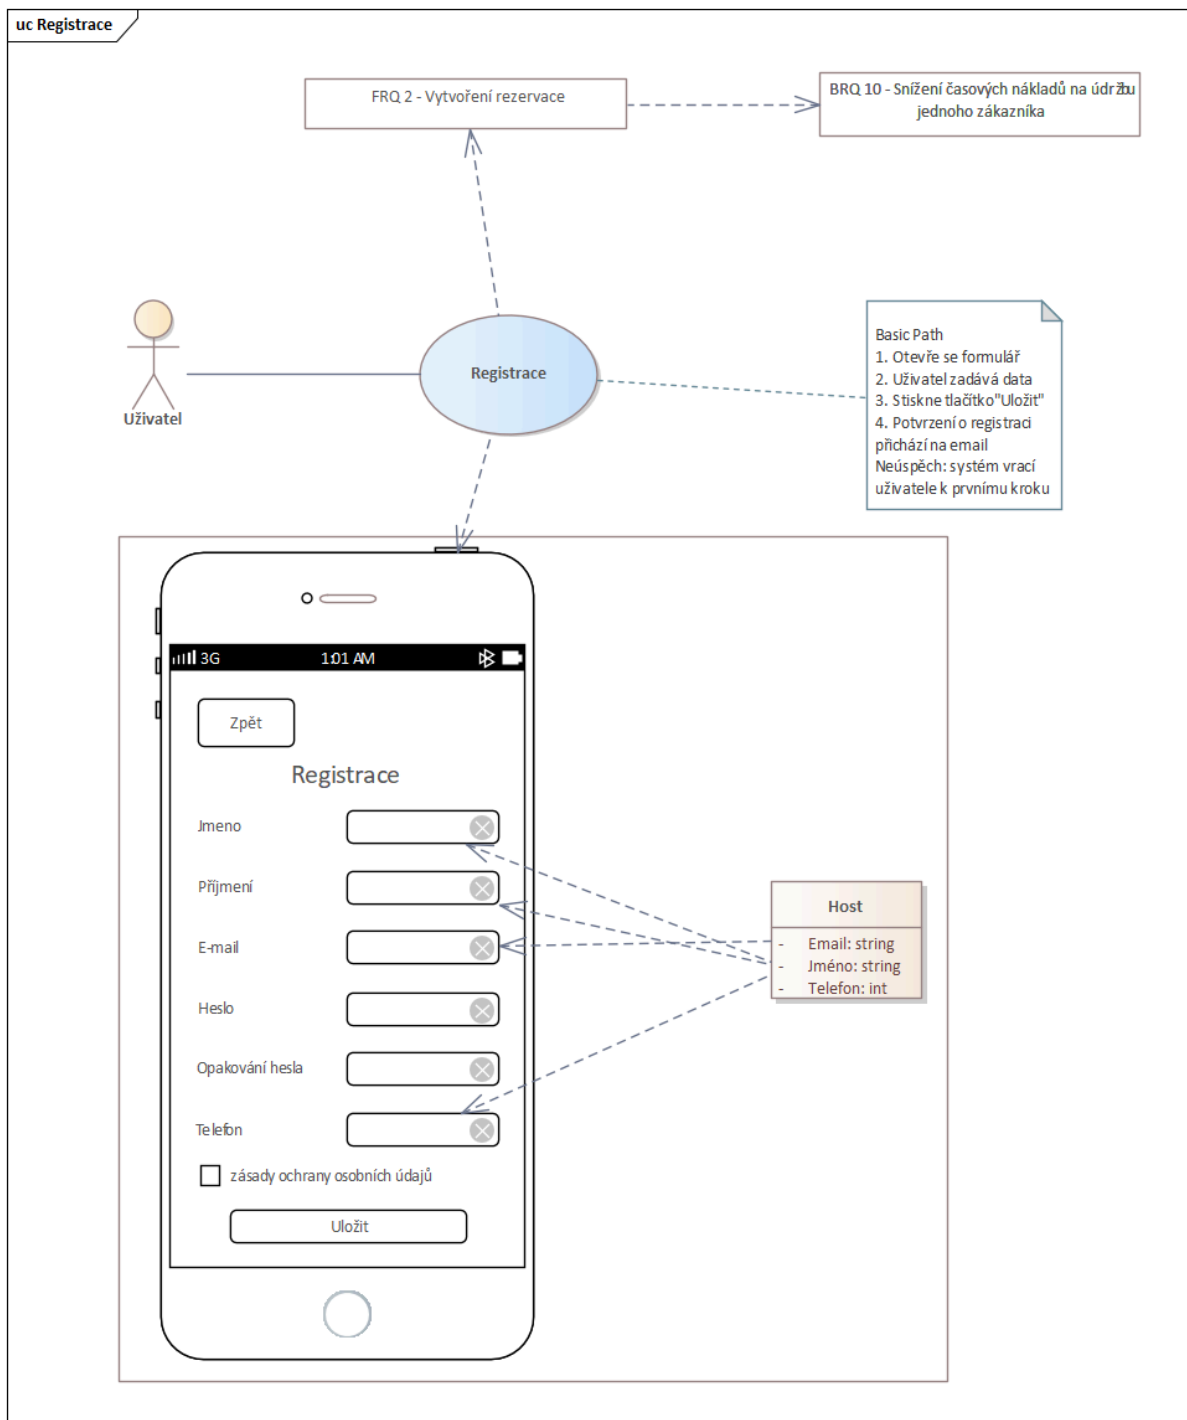 uc Registrace
FRQ 2 - Vytvoření rezervace
BRQ 10 - Snížení časových nákladů na údržbu
jednoho zákazníka
Uživatel
Registrace
Basic Path
1. Otevře se formulář
2. Uživatel zadává data
3. Stiskne tlačítko"Uložit"
4. Potvrzení o registraci
přichází na email
Neúspěch: systém vrací
uživatele k prvnímu kroku
3G 1:01 AM
Zpět
Registrace
Jmeno
Příjmení
E-mail
Heslo
Opakování hesla
Telefon
zásady ochrany osobních údajů
Uložit
Host
- Email: string
- Jméno: string
- Telefon: int